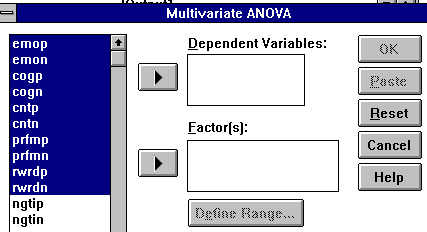 Multivariate ANOVA
emop
emon
cogp
cogn
cntp
cntn
prfmp
prfmn
rwrdp
rwrdn
ngtip
ngtin
Dependent Variables:
Factor(s):
Define Range...
OK
Paste
Reset
Cancel
Help